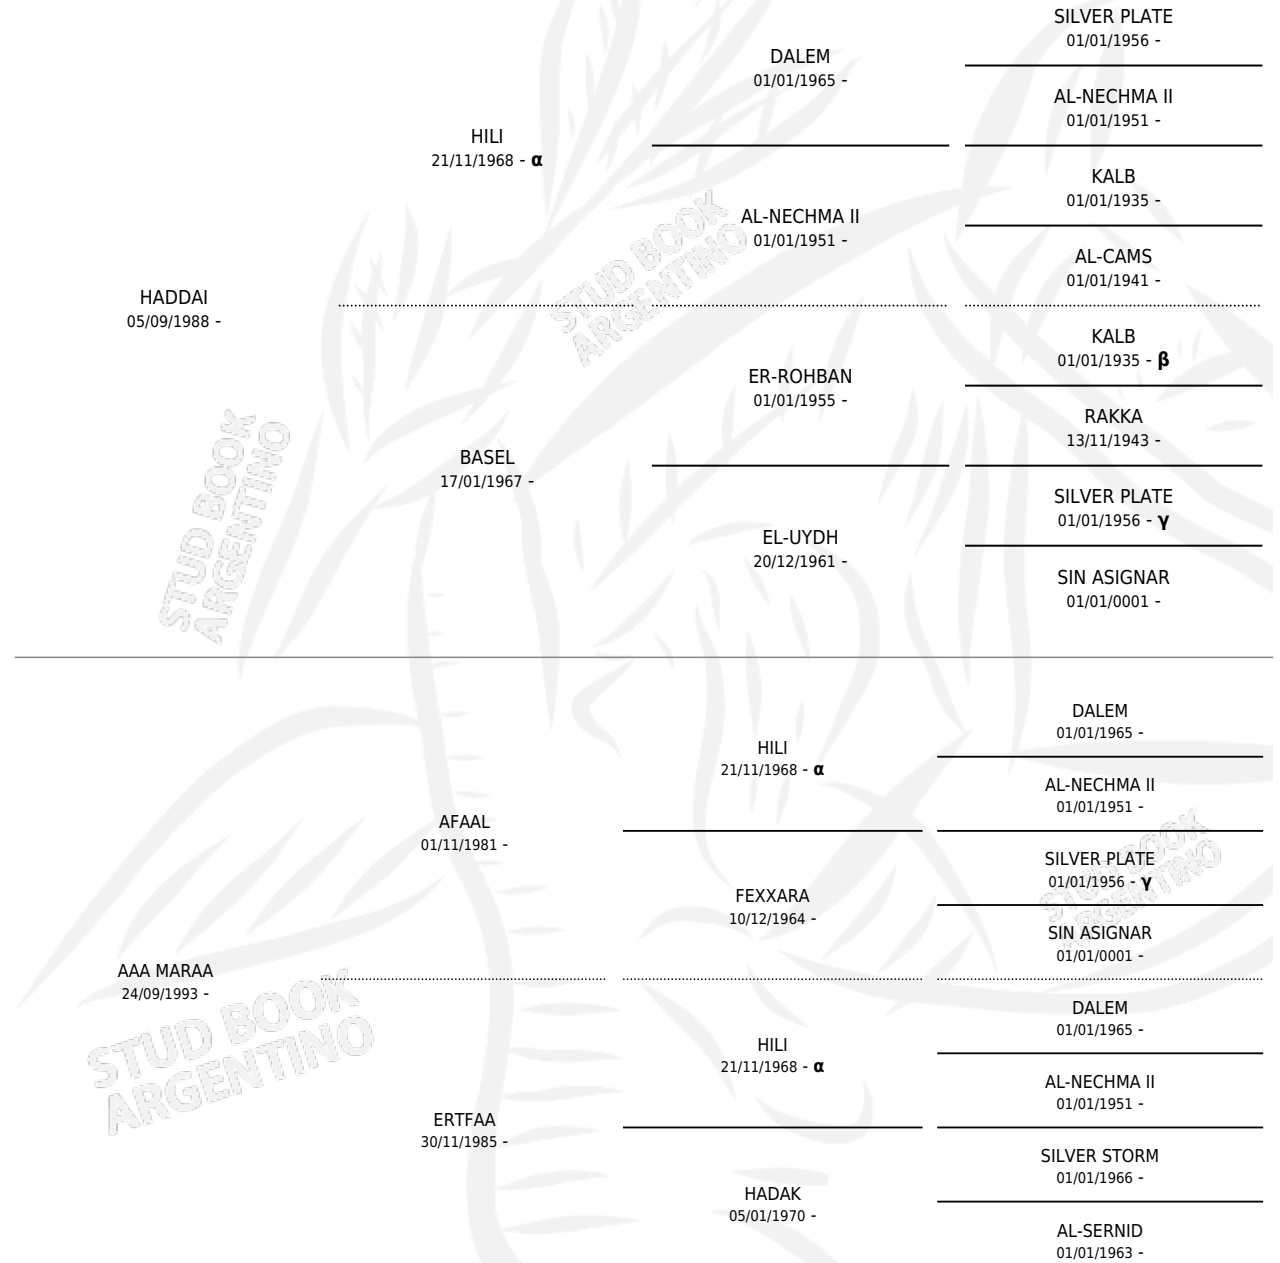 SILVER PLATE
01/01/1956 -
DALEM
01/01/1965 -
AL-NECHMA II
01/01/1951 -
HILI
21/11/1968 - α
KALB
01/01/1935 -
AL-NECHMA II
01/01/1951 -
AL-CAMS
01/01/1941 -
HADDAI
05/09/1988 -
KALB
01/01/1935 - β
ER-ROHBAN
01/01/1955 -
RAKKA
13/11/1943 -
BASEL
17/01/1967 -
SILVER PLATE
01/01/1956 - γ
EL-UYDH
20/12/1961 -
SIN ASIGNAR
01/01/0001 -
DALEM
01/01/1965 -
HILI
21/11/1968 - α
AL-NECHMA II
01/01/1951 -
AFAAL
01/11/1981 -
SILVER PLATE
01/01/1956 - γ
FEXXARA
10/12/1964 -
SIN ASIGNAR
01/01/0001 -
AAA MARAA
24/09/1993 -
DALEM
01/01/1965 -
HILI
21/11/1968 - α
AL-NECHMA II
01/01/1951 -
ERTFAA
30/11/1985 -
SILVER STORM
01/01/1966 -
HADAK
05/01/1970 -
AL-SERNID
01/01/1963 -
STUD BOOK
ARGENTINO
STUD BOOK
ARGENTINO
STUD BOOK
ARGENTINO
STUD BOOK
ARGENTINO